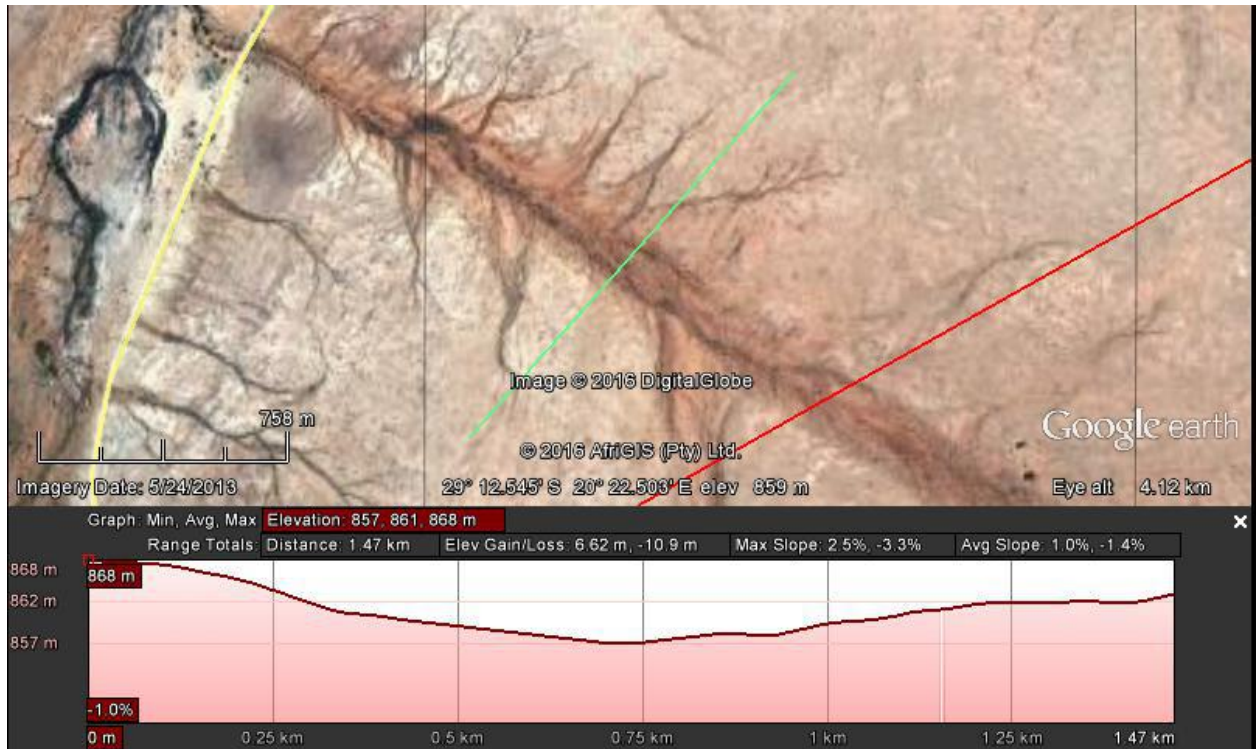 758 m
Image © 2016 DigitalGlobe
© 2016 AfriGIS (Pty) Ltd.
Google earth
Imagery Date: 5/24/2013
29° 12.545' S 20° 22.503' E elev 859 m
Eye alt 4.12 km
Graph: Min, Avg, Max Elevation: 857, 861, 868 m
Range Totals: Distance: 1.47 km Elev Gain/Loss: 6.62 m, -10.9 m Max Slope: 2.5%, -3.3% Avg Slope: 1.0%, -1.4%
868 m
868 m
862 m
857 m
-1.0%
0 m 0.25 km 0.5 km 0.75 km 1 km 1.25 km 1.47 km